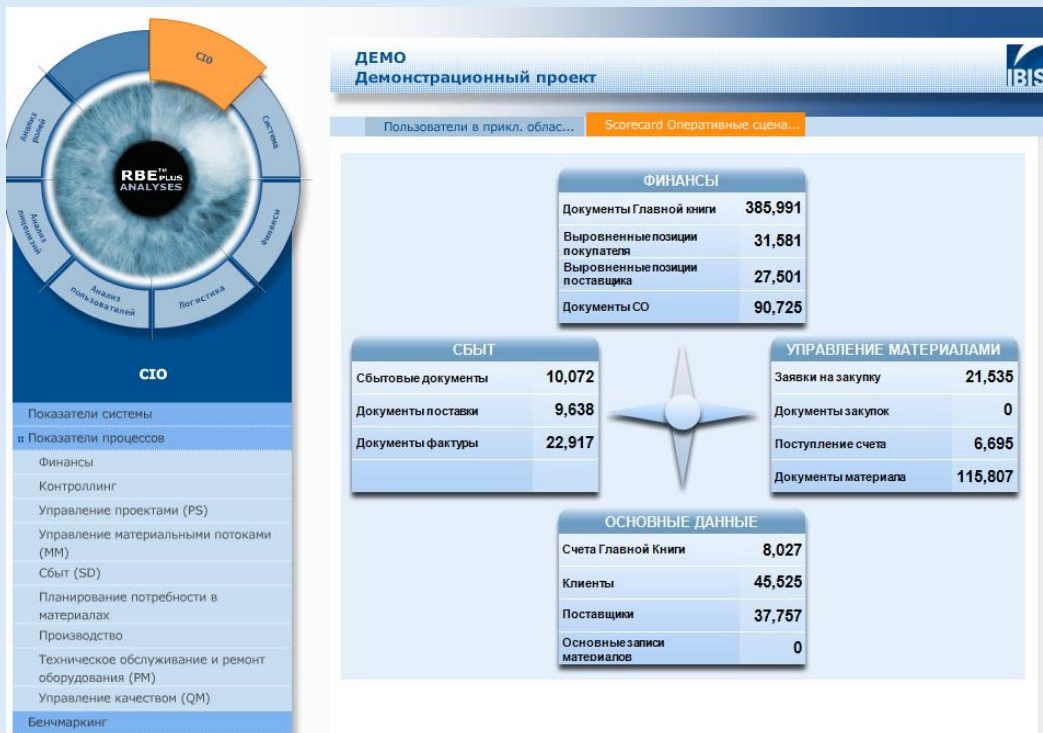 CIO
Система
Финансы
Логистика
Анализ
пользователей
Анализ
лицензий
Анализ
ролей
RBE™ PLUS
ANALYSES
CIO
Показатели системы
Показатели процессов
Финансы
Контроллинг
Управление проектами (PS)
Управление материальными потоками
(MM)
Сбыт (SD)
Планирование потребности в
материалах
Производство
Техническое обслуживание и ремонт
оборудования (PM)
Управление качеством (QM)
Бенчмаркинг
ДЕМО
Демонстрационный проект
IBIS
Пользователи в прикл. облас...
Scorecard Оперативные сцена...
ФИНАНСЫ
Документы Главной книги 385,991
Выровненные позиции
покупателя 31,581
Выровненные позиции
поставщика 27,501
Документы СО 90,725
СБЫТ
Сбытовые документы 10,072
Документы поставки 9,638
Документы фактуры 22,917
УПРАВЛЕНИЕ МАТЕРИАЛАМИ
Заявки на закупку 21,535
Документы закупок 0
Поступление счета 6,695
Документы материала 115,807
ОСНОВНЫЕ ДАННЫЕ
Счета Главной Книги 8,027
Клиенты 45,525
Поставщики 37,757
Основные записи
материалов 0